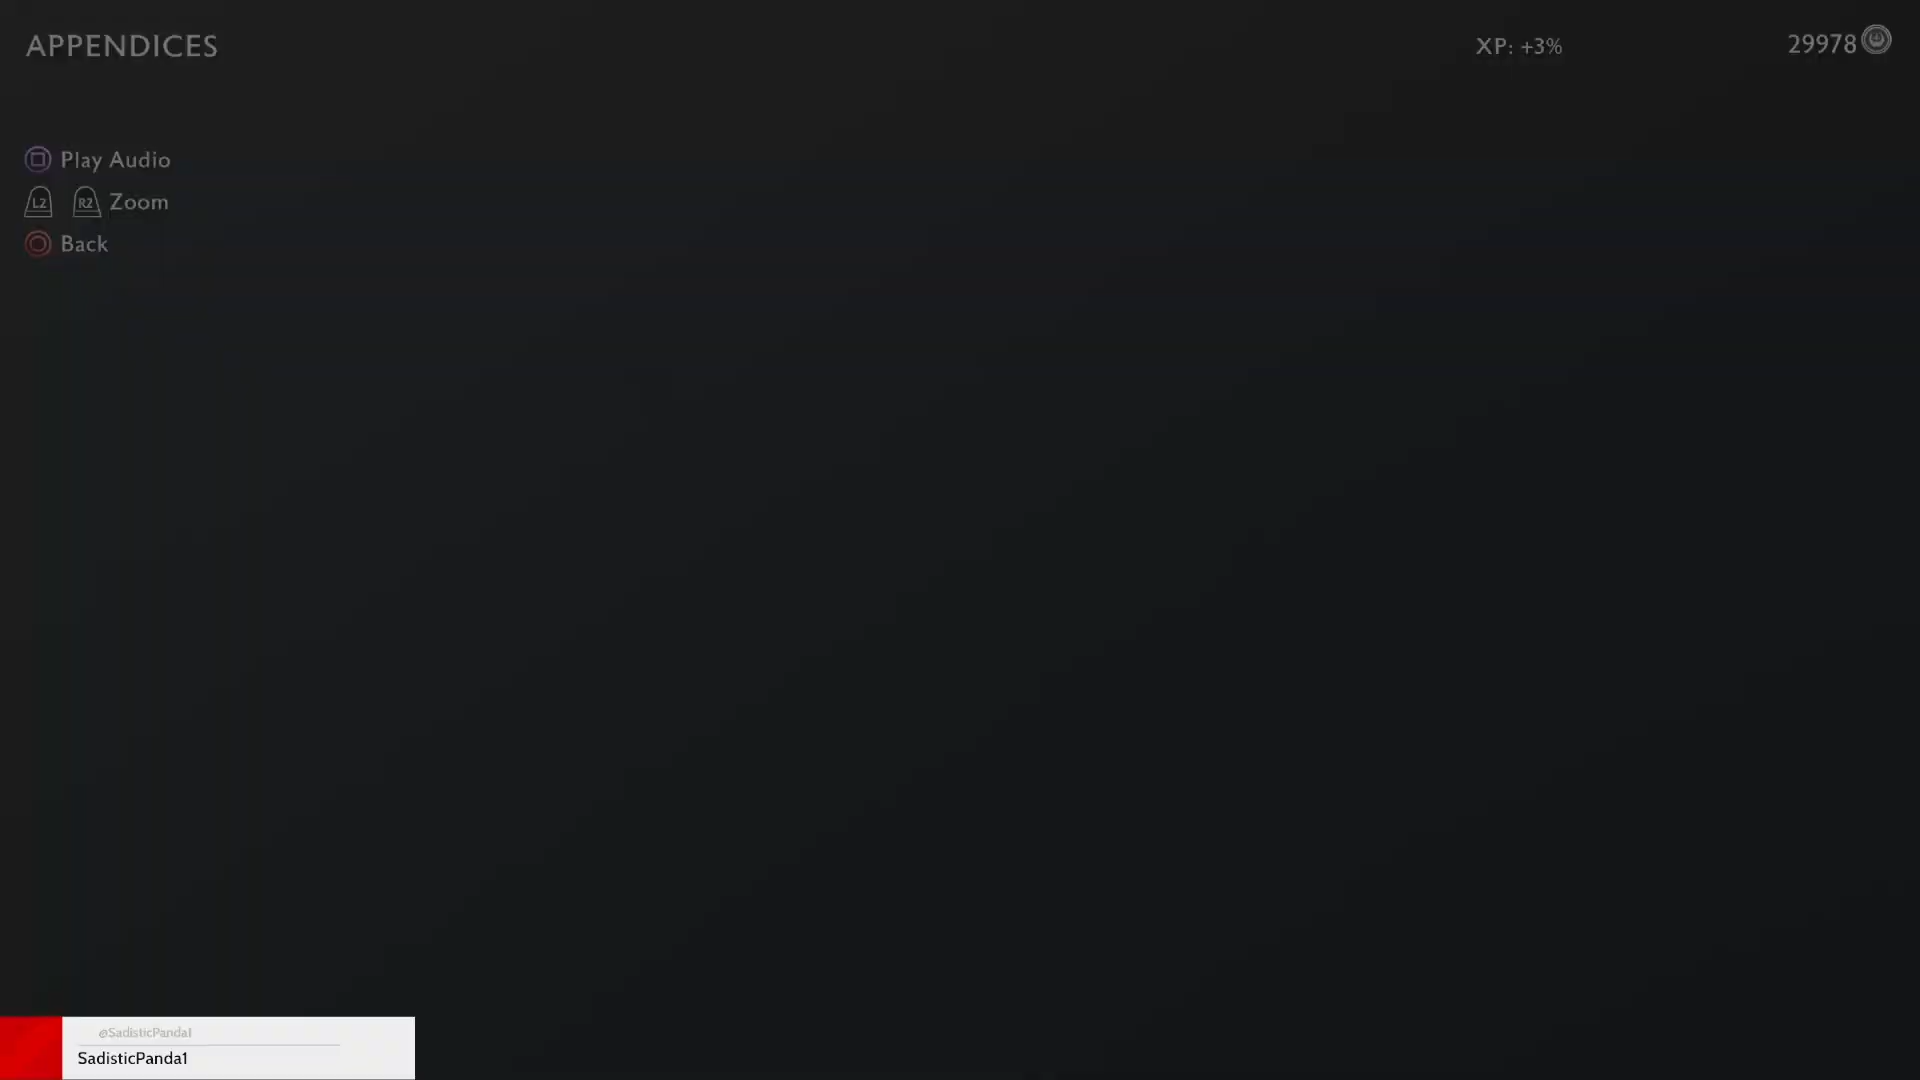 APPENDICES
XP: +3%
29978
Play Audio
L2 R2 Zoom
Back
@SadisticPanda1
SadisticPanda1